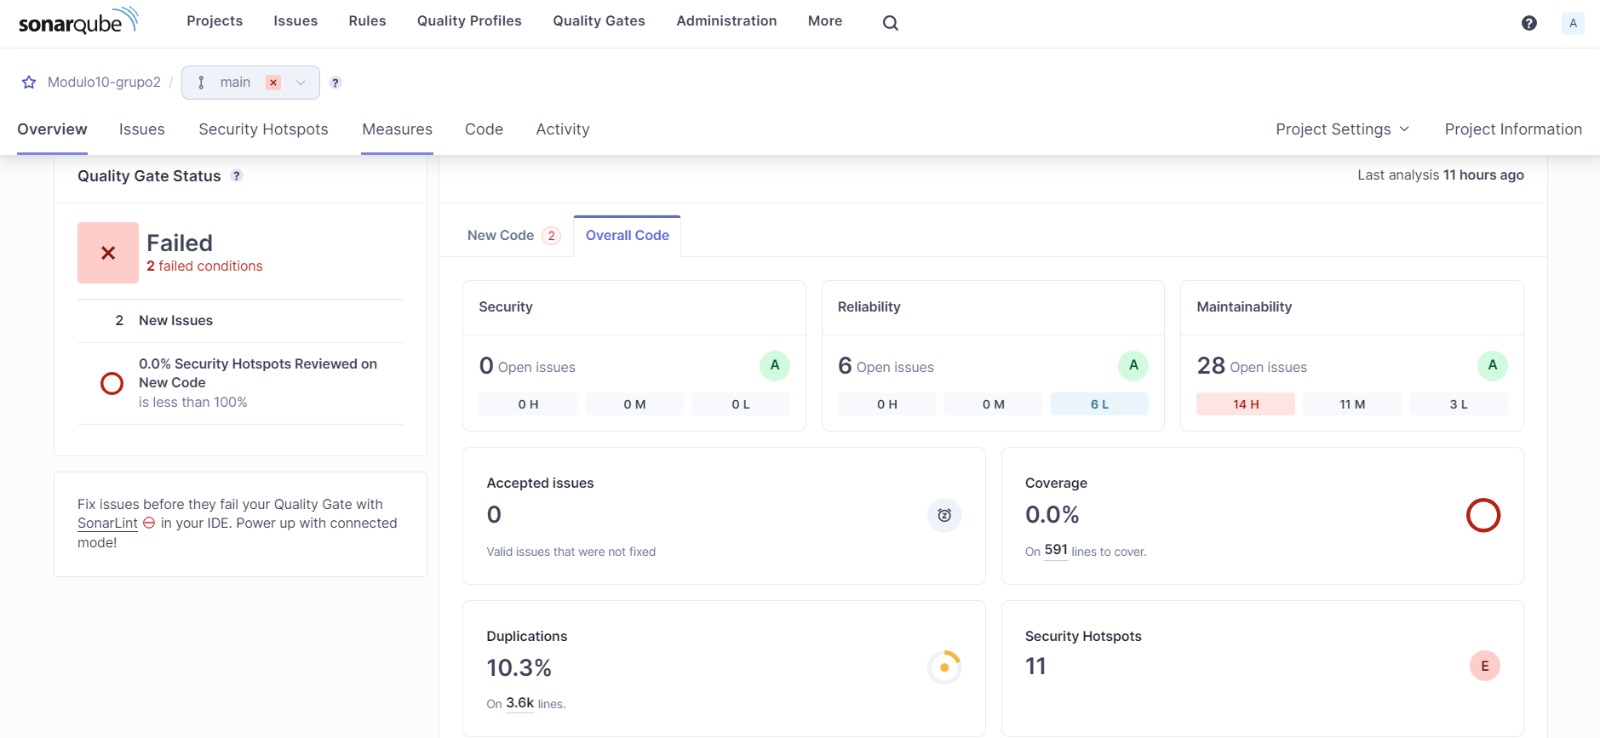 sonarqube Projects Issues Rules Quality Profiles Quality Gates Administration More ? A
Modulo10-grupo2 / main × ?
Overview Issues Security Hotspots Measures Code Activity Project Settings Project Information
Quality Gate Status ?
Last analysis 11 hours ago
Failed
2 failed conditions
2 New Issues
0.0% Security Hotspots Reviewed on
New Code
is less than 100%
Fix issues before they fail your Quality Gate with
SonarLint in your IDE. Power up with connected
mode!
New Code 2 Overall Code
Security
0 Open issues A
0 H 0 M 0 L
Reliability
6 Open issues A
0 H 0 M 6 L
Maintainability
28 Open issues A
14 H 11 M 3 L
Accepted issues
0
Valid issues that were not fixed
Coverage
0.0%
On 591 lines to cover.
Duplications
10.3%
On 3.6k lines.
Security Hotspots
11 E